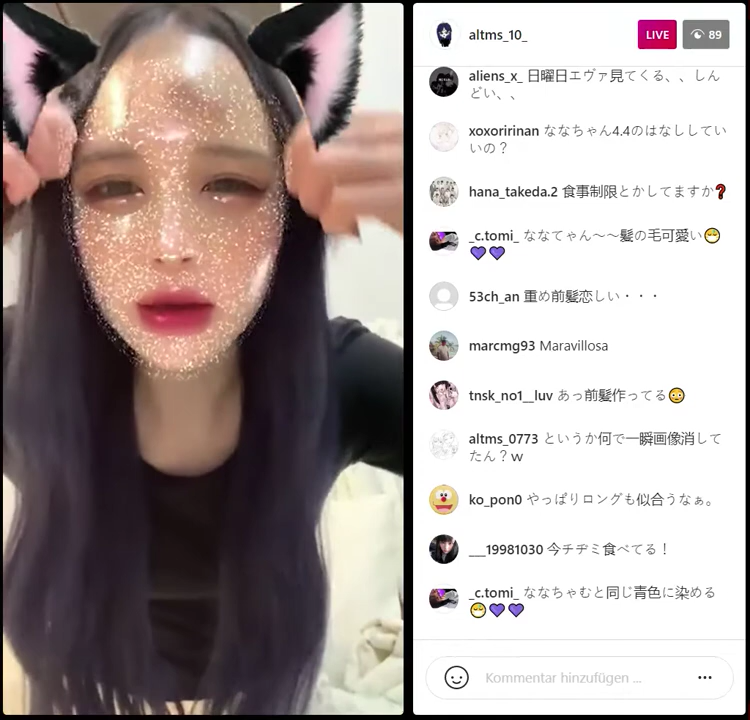 altms_10_
LIVE
89
aliens_x_ 日曜日エヴァ見てくる、、しん
どい、、
xoxoririnan ななちゃん4.4のはなししてい
いの？
hana_takeda.2 食事制限とかしてますか❓
_c.tomi_ ななてゃん〜〜髪の毛可愛い😷
💜💜
53ch_an 重め前髪恋しい・・・
marcmg93 Maravillosa
tnsk_no1__luv あっ前髪作ってる😳
altms_0773 というか何で一瞬画像消して
たん？w
ko_pon0 やっぱりロングも似合うなぁ。
___19981030 今チヂミ食べてる！
_c.tomi_ ななちゃむと同じ青色に染める
😷💜💜
Kommentar hinzufügen ...